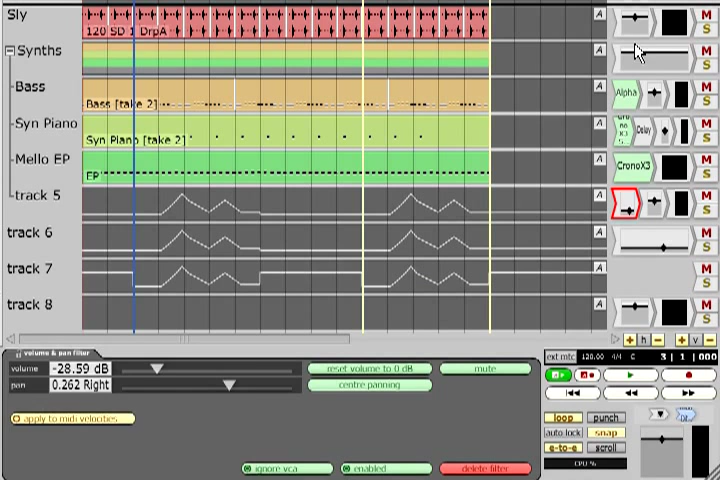 Sly
120 SD 1 DrpA
A
M
S
Synths
A
M
S
Bass
Bass [take 2]
A
Alpha
M
S
Syn Piano
Syn Piano [take 2]
A
Delay
M
S
Mello EP
EP
A
CronoX3
M
S
track 5
A
M
S
track 6
A
M
S
track 7
A
M
S
track 8
A
M
S
+ h − + v −
volume & pan filter
volume -28.59 dB
reset volume to 0 dB
mute
pan 0.262 Right
centre panning
apply to midi velocities
ignore vca
enabled
delete filter
ext mtc 120.00 4/4 C 3 | 1 | 000
loop punch
auto lock snap
e-to-e scroll
CPU %